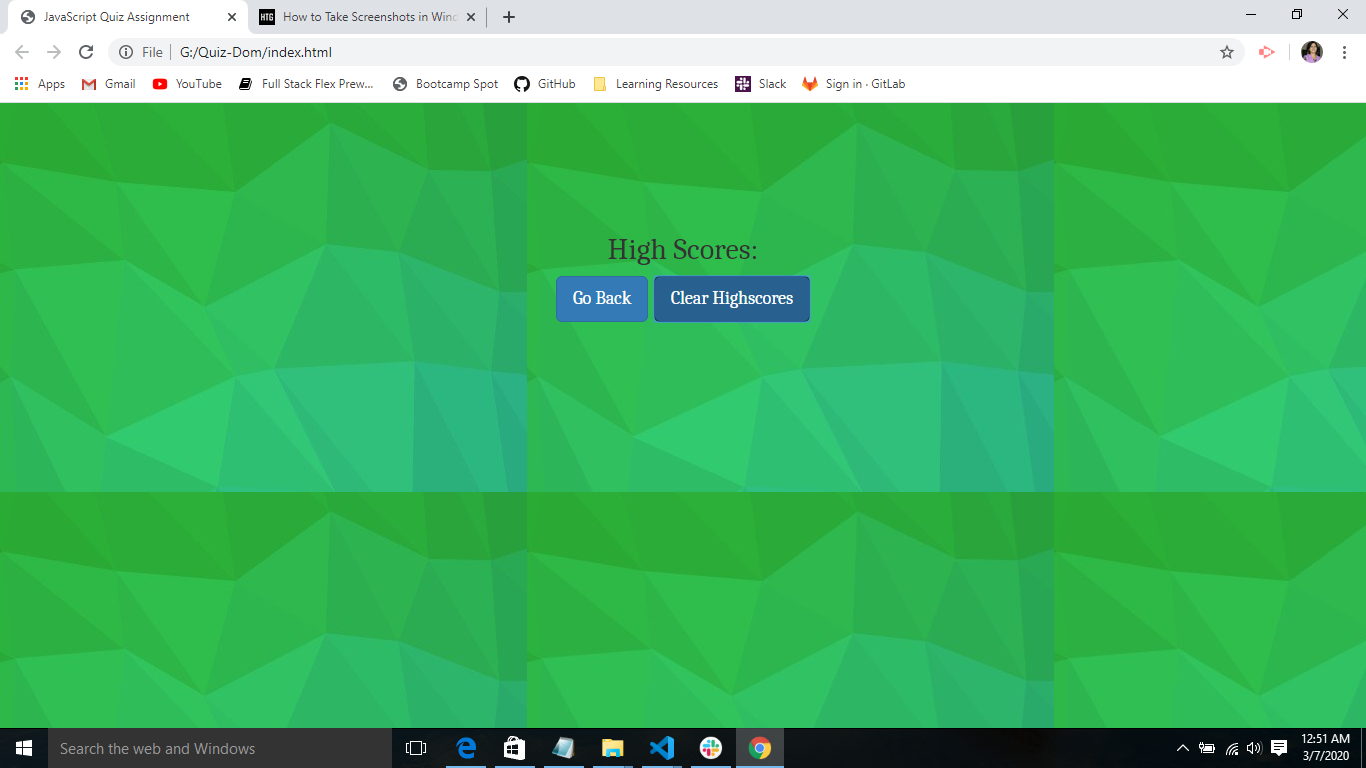 JavaScript Quiz Assignment
HTG
How to Take Screenshots in Wind
File
G:/Quiz-Dom/index.html
Apps
Gmail
YouTube
Full Stack Flex Prew...
Bootcamp Spot
GitHub
Learning Resources
Slack
Sign in · GitLab
High Scores:
Go Back
Clear Highscores
Search the web and Windows
12:51 AM
3/7/2020